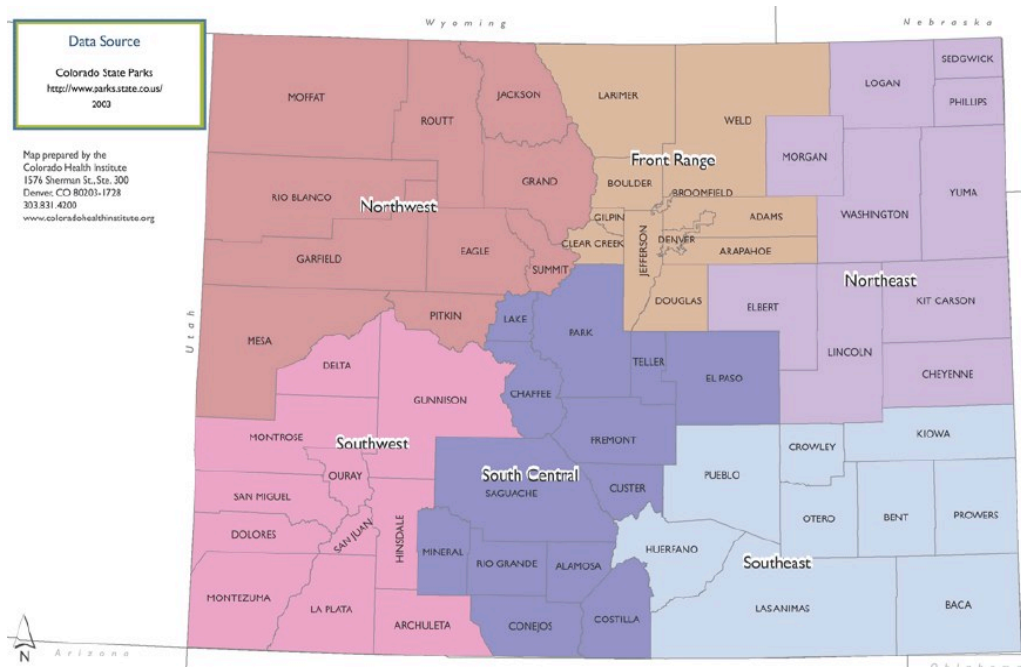 Wyoming
Nebraska
Data Source
Colorado State Parks
http://www.parks.state.co.us/
2003
Map prepared by the
Colorado Health Institute
1576 Sherman St., Ste. 300
Denver, CO 80203-1728
303.831.4200
www.coloradohealthinstitute.org
MOFFAT
ROUTT
JACKSON
LARIMER
WELD
LOGAN
SEDGWICK
PHILLIPS
MORGAN
Front Range
BOULDER
BROOMFIELD
GRAND
RIO BLANCO
Northwest
YUMA
WASHINGTON
GILPIN
ADAMS
CLEAR CREEK
JEFFERSON
DENVER
ARAPAHOE
GARFIELD
EAGLE
SUMMIT
Northeast
DOUGLAS
ELBERT
KIT CARSON
PITKIN
LAKE
PARK
Utah
MESA
LINCOLN
DELTA
TELLER
EL PASO
CHEYENNE
GUNNISON
CHAFFEE
MONTROSE
Southwest
FREMONT
CROWLEY
KIOWA
OURAY
South Central
SAGUACHE
CUSTER
PUEBLO
SAN MIGUEL
OTERO
BENT
PROWERS
DOLORES
SAN JUAN
HINSDALE
MINERAL
RIO GRANDE
ALAMOSA
HUERFANO
Southeast
MONTEZUMA
LA PLATA
ARCHULETA
CONEJOS
COSTILLA
LAS ANIMAS
BACA
N
Arizona
Oklahoma